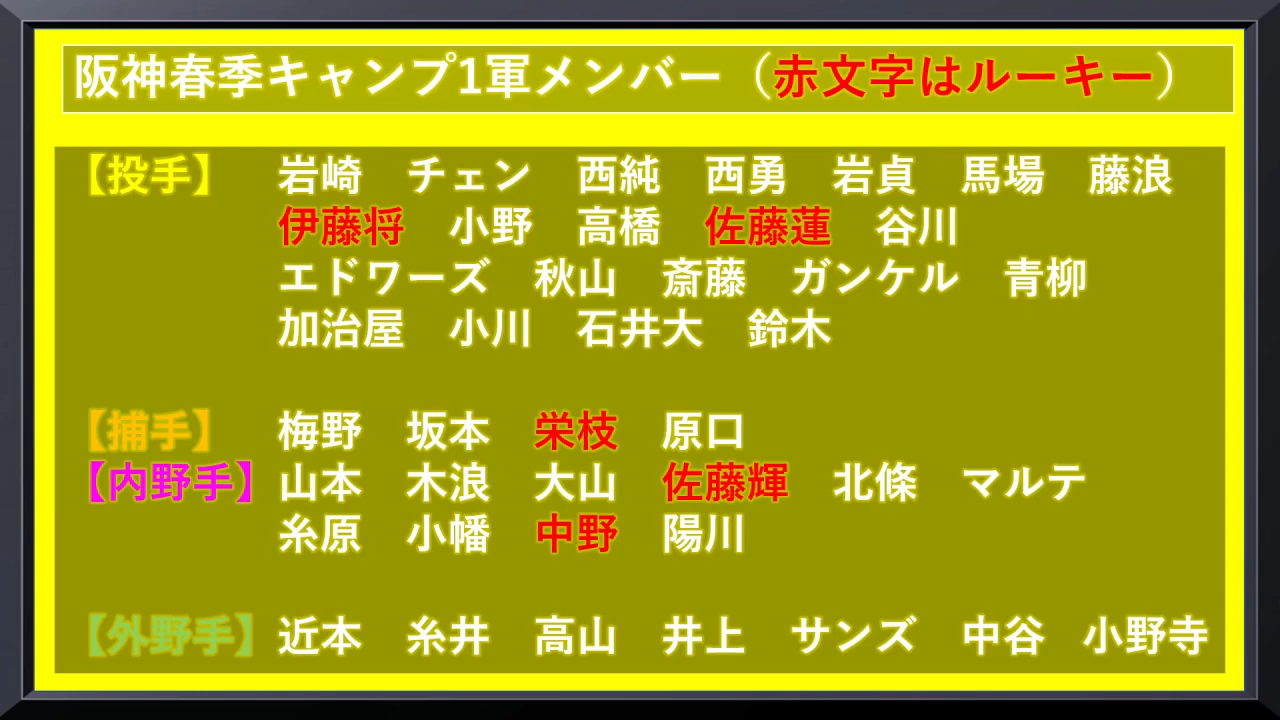 阪神春季キャンプ1軍メンバー（赤文字はルーキー）
【投手】 岩崎 チェン 西純 西勇 岩貞 馬場 藤浪
伊藤将 小野 高橋 佐藤蓮 谷川
エドワーズ 秋山 斎藤 ガンケル 青柳
加治屋 小川 石井大 鈴木
【捕手】 梅野 坂本 栄枝 原口
【内野手】 山本 木浪 大山 佐藤輝 北條 マルテ
糸原 小幡 中野 陽川
【外野手】 近本 糸井 高山 井上 サンズ 中谷 小野寺